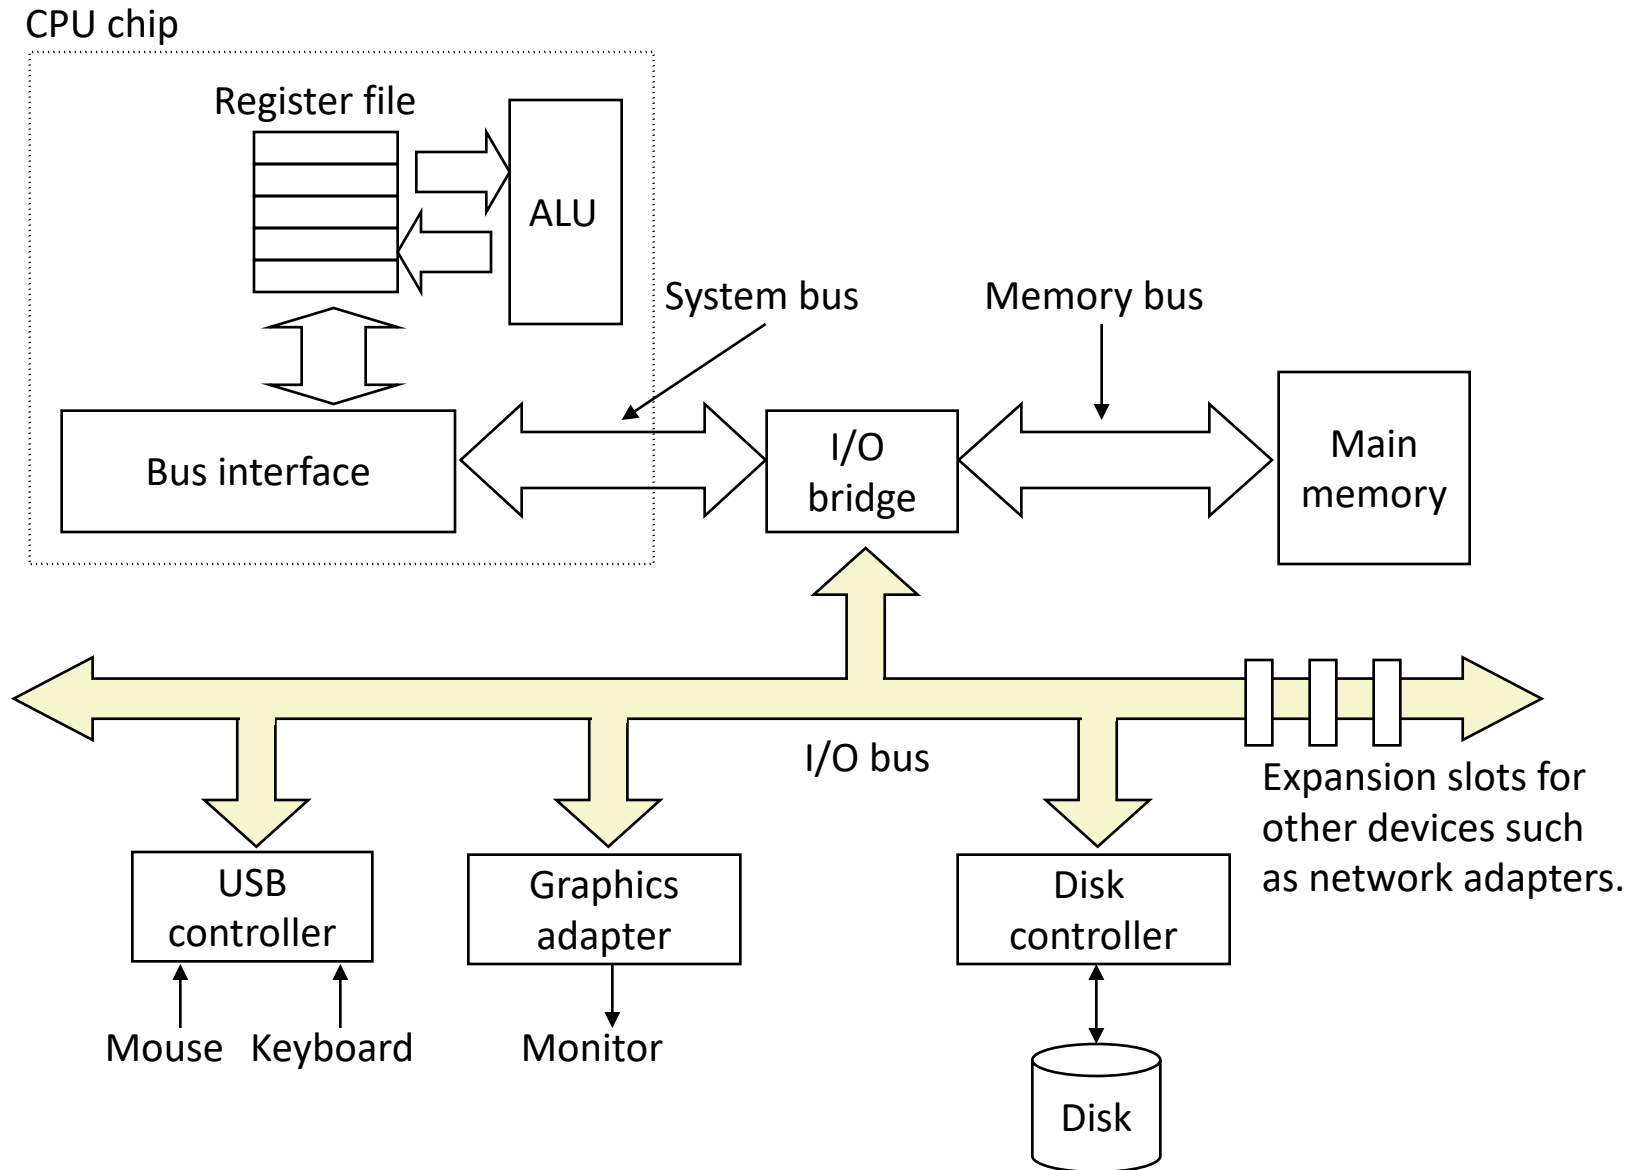 CPU chip
Register file
ALU
System bus
Memory bus
Bus interface
I/O
bridge
Main
memory
I/O bus
Expansion slots for
other devices such
as network adapters.
USB
controller
Graphics
adapter
Disk
controller
Mouse
Keyboard
Monitor
Disk